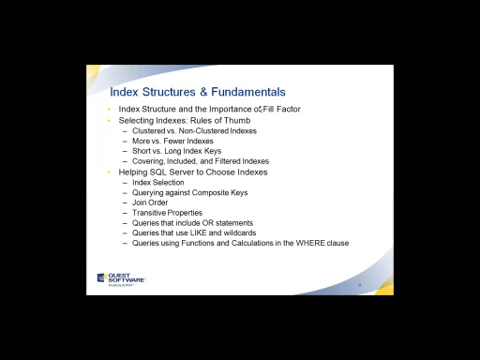 Index Structures & Fundamentals
• Index Structure and the Importance of Fill Factor
• Selecting Indexes: Rules of Thumb
– Clustered vs. Non-Clustered Indexes
– More vs. Fewer Indexes
– Short vs. Long Index Keys
– Covering, Included, and Filtered Indexes
• Helping SQL Server to Choose Indexes
– Index Selection
– Querying against Composite Keys
– Join Order
– Transitive Properties
– Queries that include OR statements
– Queries that use LIKE and wildcards
– Queries using Functions and Calculations in the WHERE clause
QUEST
SOFTWARE